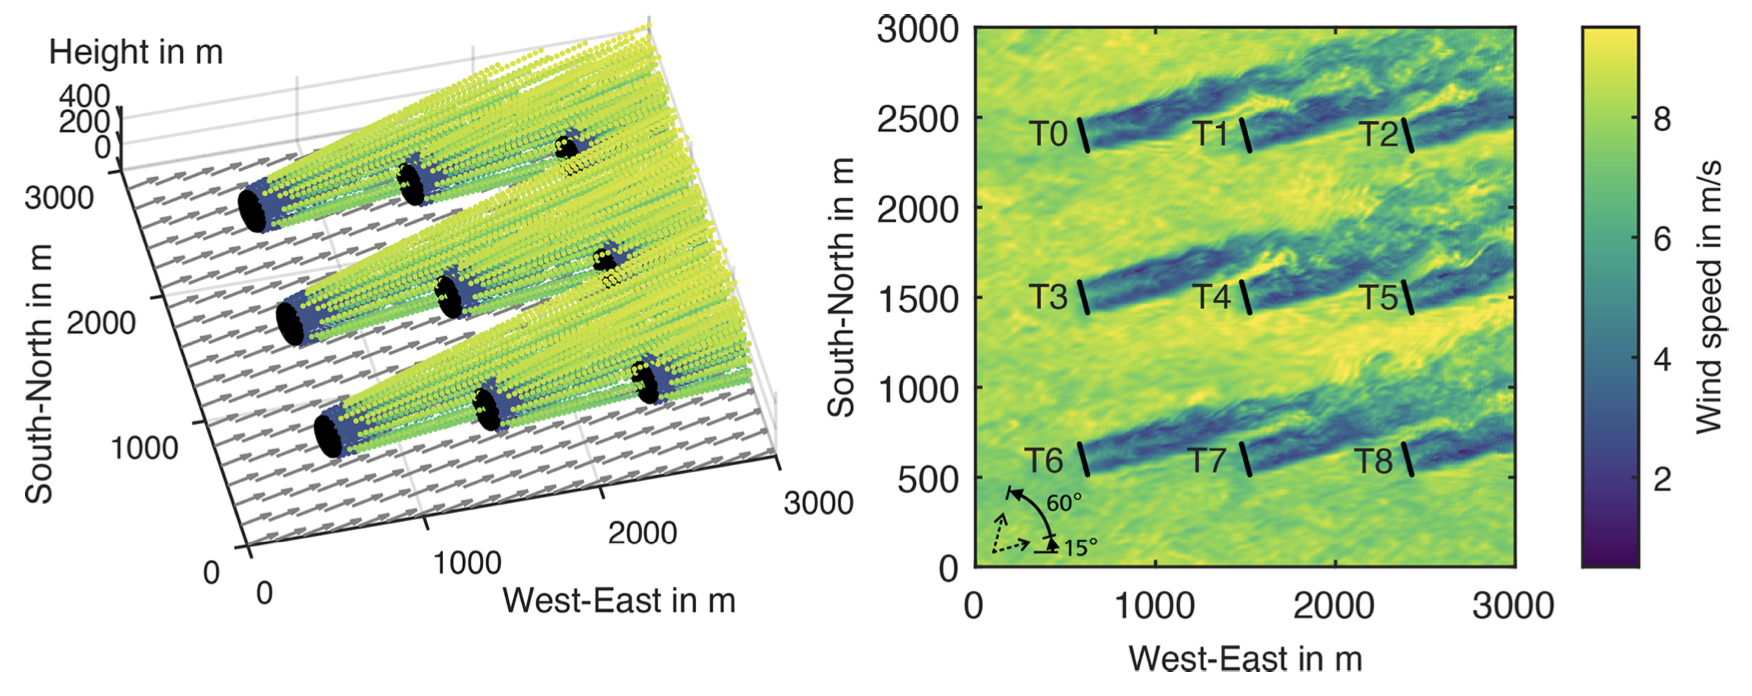 Height in m
400
200
0
3000
2000
1000
0
South-North in m
0
1000
2000
3000
West-East in m
3000
2500
2000
1500
1000
500
0
South-North in m
T0
T1
T2
T3
T4
T5
T6
T7
T8
60°
15°
0
1000
2000
3000
West-East in m
8
6
4
2
Wind speed in m/s